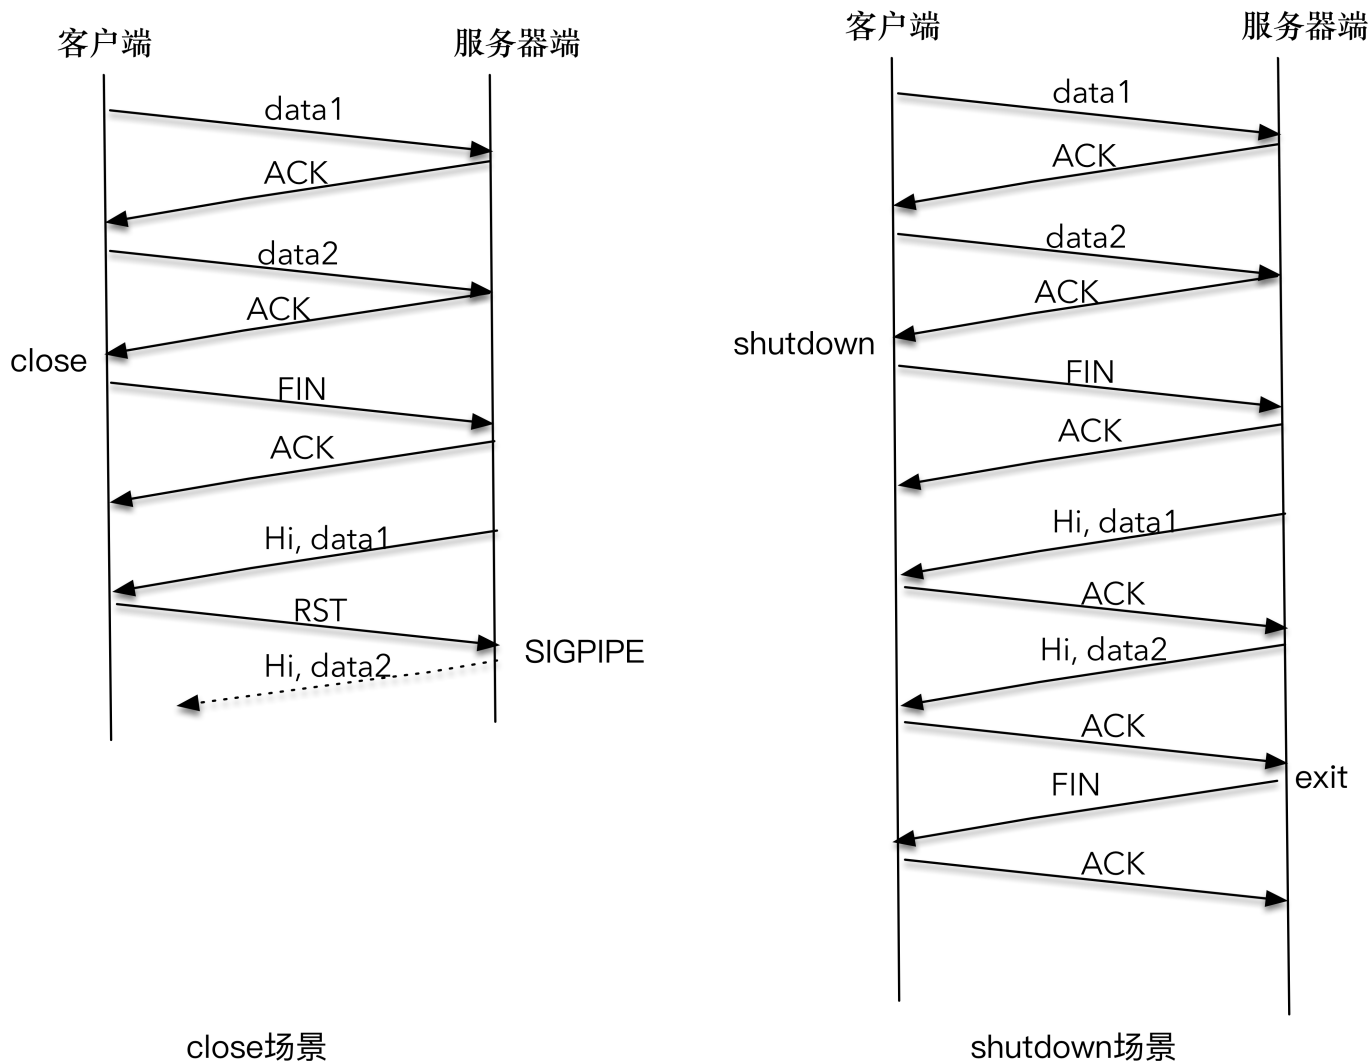 客户端
服务器端
data1
ACK
data2
ACK
close
FIN
ACK
Hi, data1
RST
SIGPIPE
Hi, data2
close场景
客户端
服务器端
data1
ACK
data2
ACK
shutdown
FIN
ACK
Hi, data1
ACK
Hi, data2
ACK
exit
FIN
ACK
shutdown场景